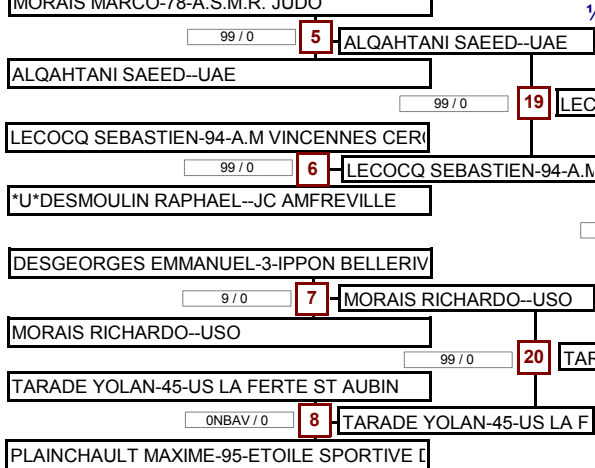 MORAIS MARCO-78-A.S.M.R. JUDO
99 / 0
5
ALQAHTANI SAEED--UAE
ALQAHTANI SAEED--UAE
99 / 0
19
LEC
LECOCQ SEBASTIEN-94-A.M VINCENNES CER
99 / 0
6
LECOCQ SEBASTIEN-94-A.M
*U*DESMOULIN RAPHAEL--JC AMFREVILLE
DESGEORGES EMMANUEL-3-IPPON BELLERIV
9 / 0
7
MORAIS RICHARDO--USO
MORAIS RICHARDO--USO
99 / 0
20
TAR
TARADE YOLAN-45-US LA FERTE ST AUBIN
0NBAV / 0
8
TARADE YOLAN-45-US LA F
PLAINCHAULT MAXIME-95-ETOILE SPORTIVE